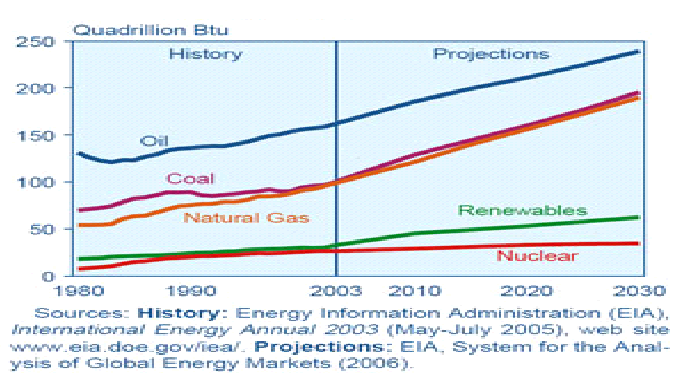 Quadrillion Btu
250
History
Projections
200
150
Oil
Coal
100
Natural Gas
Renewables
50
Nuclear
0
1980 1990 2003 2010 2020 2030
Sources: History: Energy Information Administration (EIA),
International Energy Annual 2003 (May-July 2005), web site
www.eia.doe.gov/iea/. Projections: EIA, System for the Anal-
ysis of Global Energy Markets (2006).